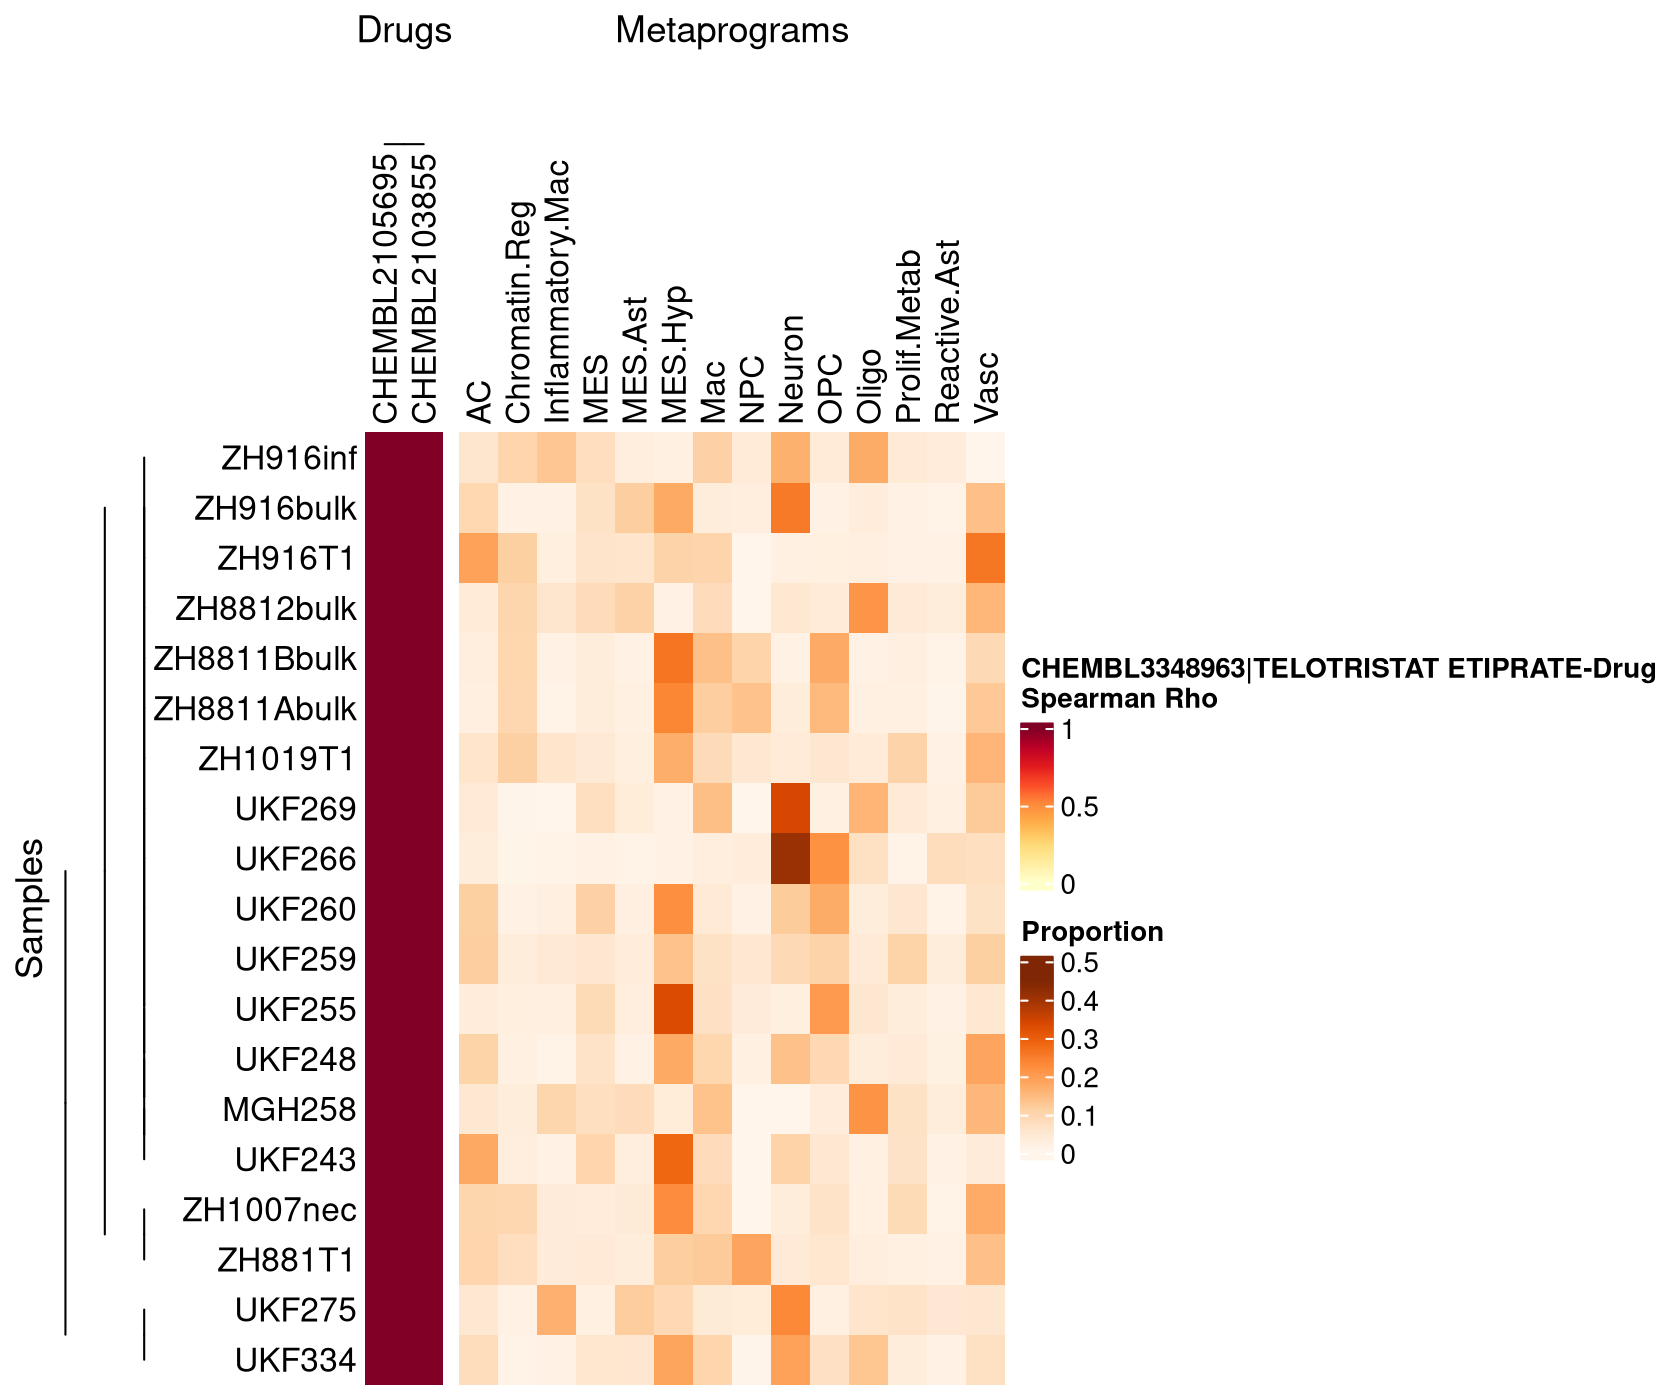 Drugs
Metaprograms
CHEMBL2105695
CHEMBL2103855
AC
Chromatin.Reg
Inflammatory.Mac
MES
MES.Ast
MES.Hyp
Mac
NPC
Neuron
OPC
Oligo
Prolif.Metab
Reactive.Ast
Vasc
Samples
ZH916inf
ZH916bulk
ZH916T1
ZH8812bulk
ZH8811Bbulk
ZH8811Abulk
ZH1019T1
UKF269
UKF266
UKF260
UKF259
UKF255
UKF248
MGH258
UKF243
ZH1007nec
ZH881T1
UKF275
UKF334
CHEMBL3348963|TELOTRISTAT ETIPRATE-Drug
Spearman Rho
1
0.5
0
Proportion
0.5
0.4
0.3
0.2
0.1
0